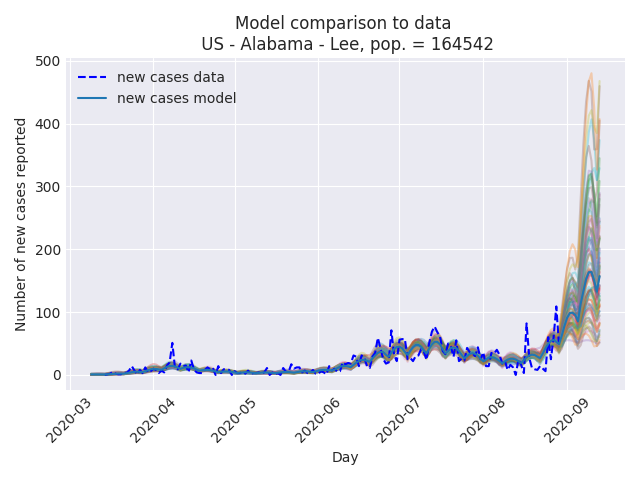 Model comparison to data
US - Alabama - Lee, pop. = 164542
new cases data
new cases model
Number of new cases reported
500
400
300
200
100
0
2020-03
2020-04
2020-05
2020-06
2020-07
2020-08
2020-09
Day